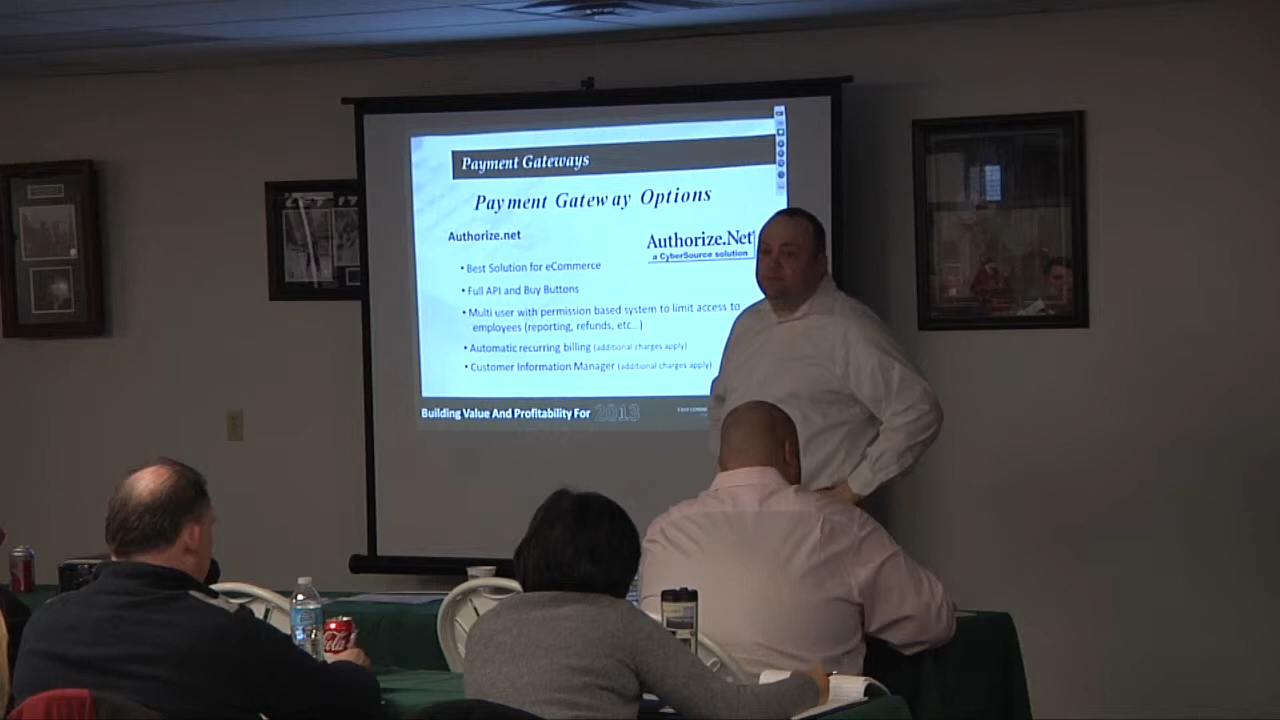 Payment Gateways
Payment Gateway Options
Authorize.net
Authorize.Net
a CyberSource solution
• Best Solution for eCommerce
• Full API and Buy Buttons
• Multi user with permission based system to limit access to
employees (reporting, refunds, etc...)
• Automatic recurring billing (additional charges apply)
• Customer Information Manager (additional charges apply)
Building Value And Profitability For 2013